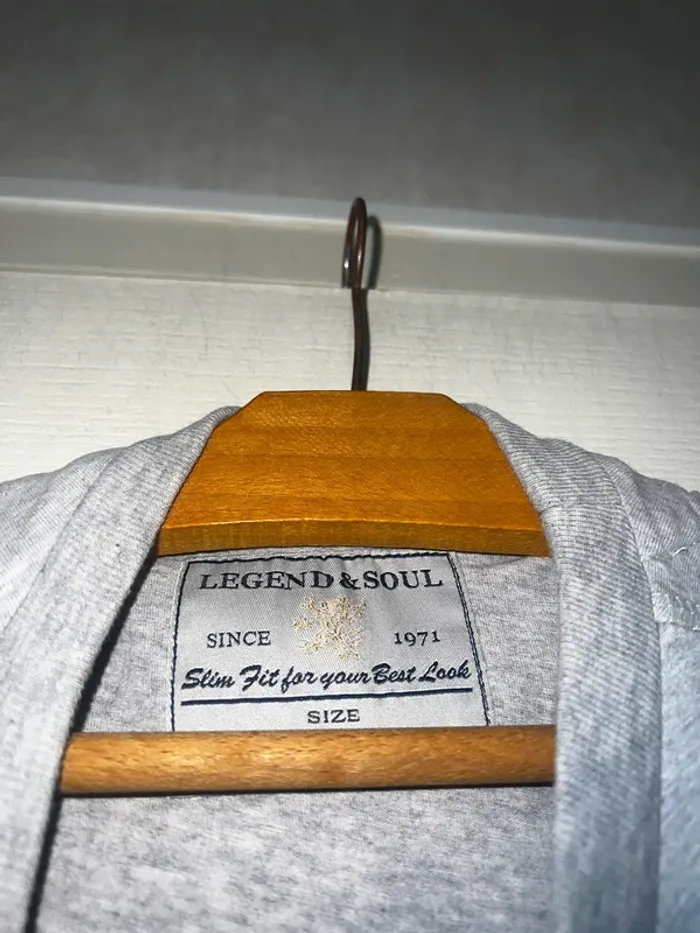 LEGEND & SOUL
SINCE 1971
Slim Fit for your Best Look
SIZE